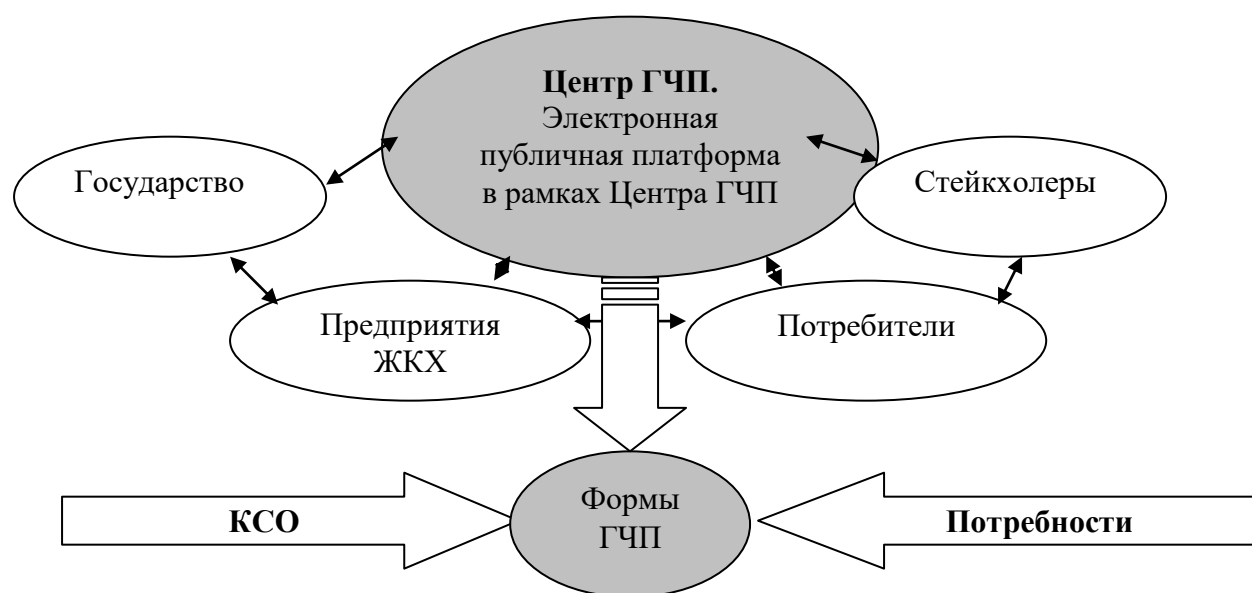 Центр ГЧП.
Электронная
публичная платформа
в рамках Центра ГЧП
Государство
Стейкхолеры
Предприятия
ЖКХ
Потребители
Формы
ГЧП
КСО
Потребности